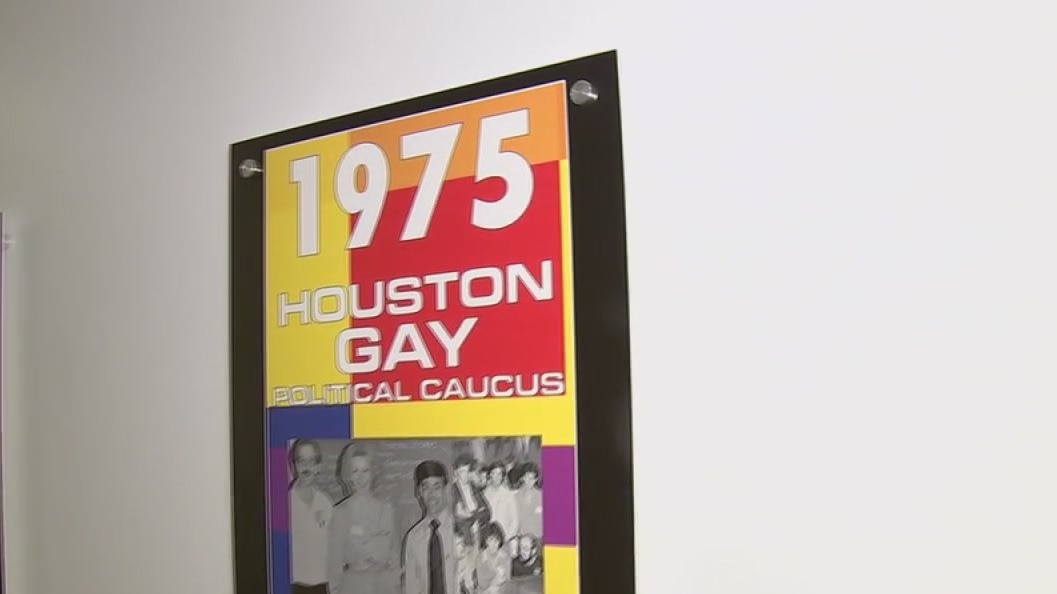 1975
HOUSTON
GAY
POLITICAL CAUCUS